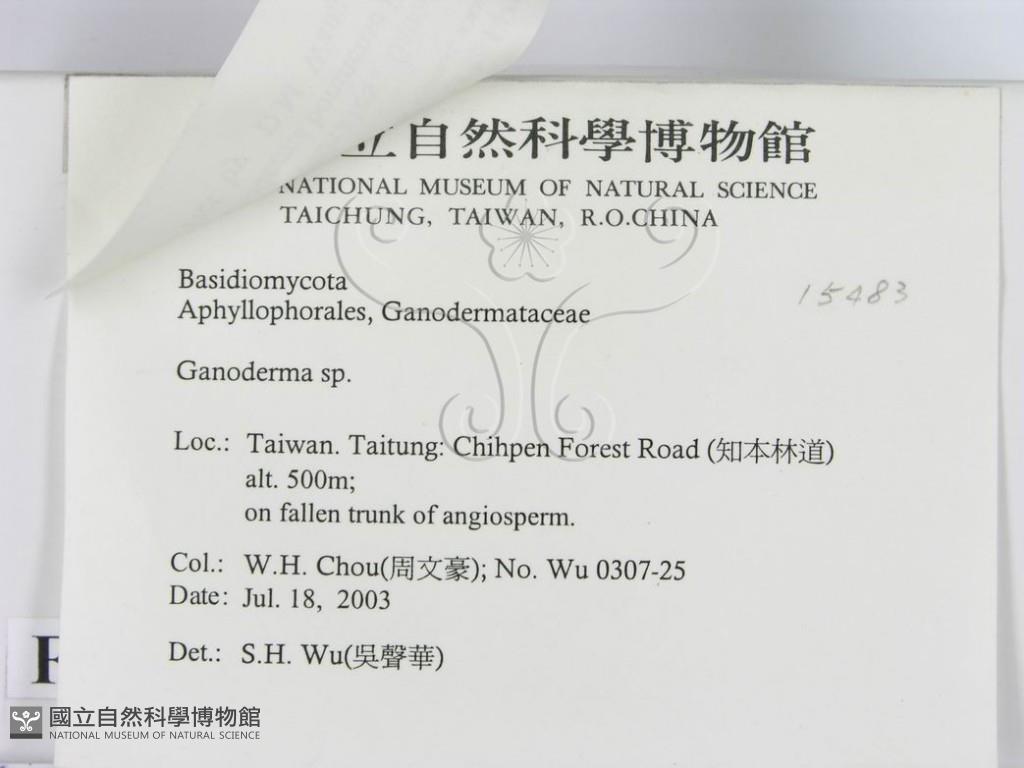 立自然科學博物館
NATIONAL MUSEUM OF NATURAL SCIENCE
TAICHUNG, TAIWAN, R.O.CHINA
Basidiomycota
15483
Aphyllophorales, Ganodermataceae
Ganoderma sp.
Loc.: Taiwan. Taitung: Chihpen Forest Road (知本林道)
alt. 500m;
on fallen trunk of angiosperm.
Col.: W.H. Chou(周文豪); No. Wu 0307-25
Date: Jul. 18, 2003
Det.: S.H. Wu(吳聲華)
國立自然科學博物館
NATIONAL MUSEUM OF NATURAL SCIENCE